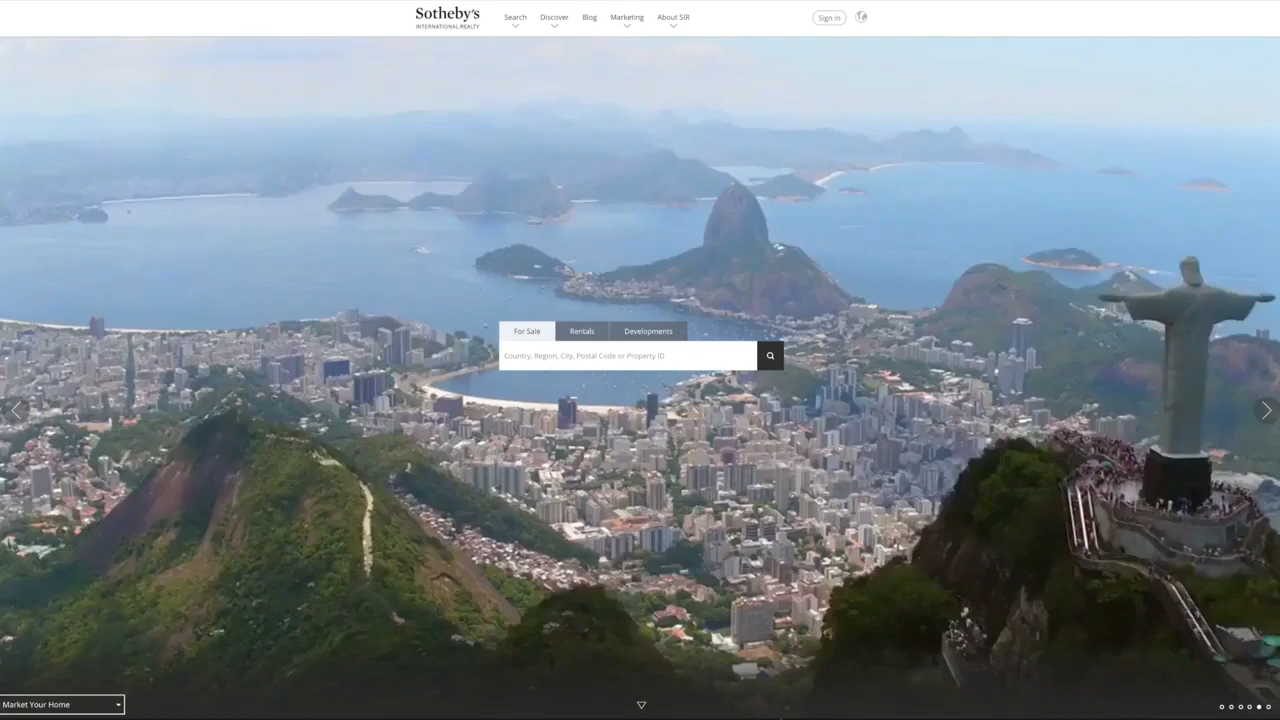 Sotheby's
INTERNATIONAL REALTY
Search
Discover
Blog
Marketing
About SIR
Sign in
For Sale
Rentals
Developments
Country, Region, City, Postal Code or Property ID
Market Your Home